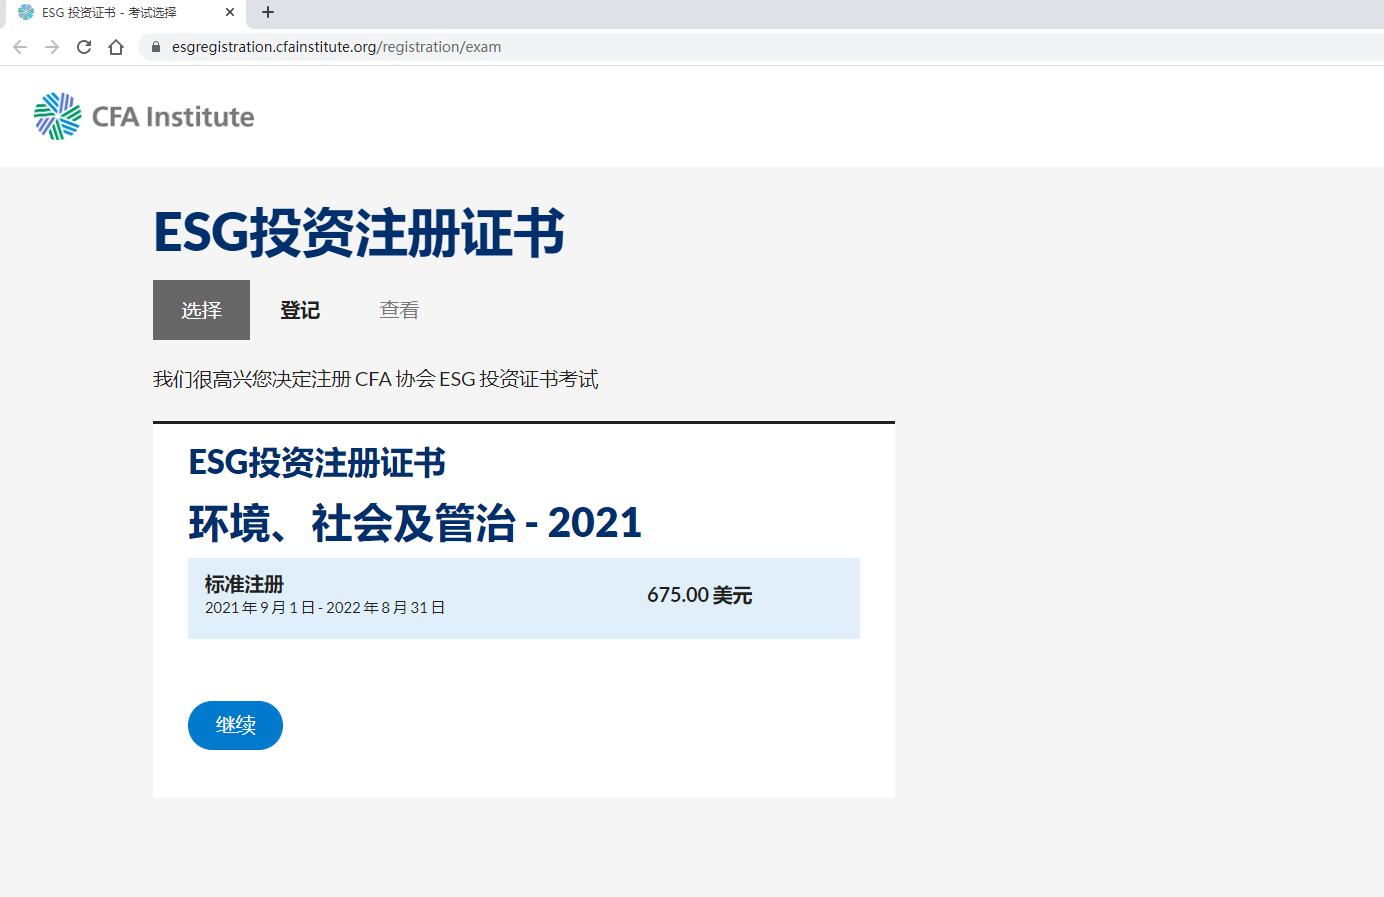 ESG 投资证书 - 考试选择
esgregistration.cfainstitute.org/registration/exam
CFA Institute
ESG投资注册证书
选择 登记 查看
我们很高兴您决定注册 CFA 协会 ESG 投资证书考试
ESG投资注册证书
环境、社会及管治 - 2021
标准注册
2021 年 9 月 1 日 - 2022 年 8 月 31 日
675.00 美元
继续